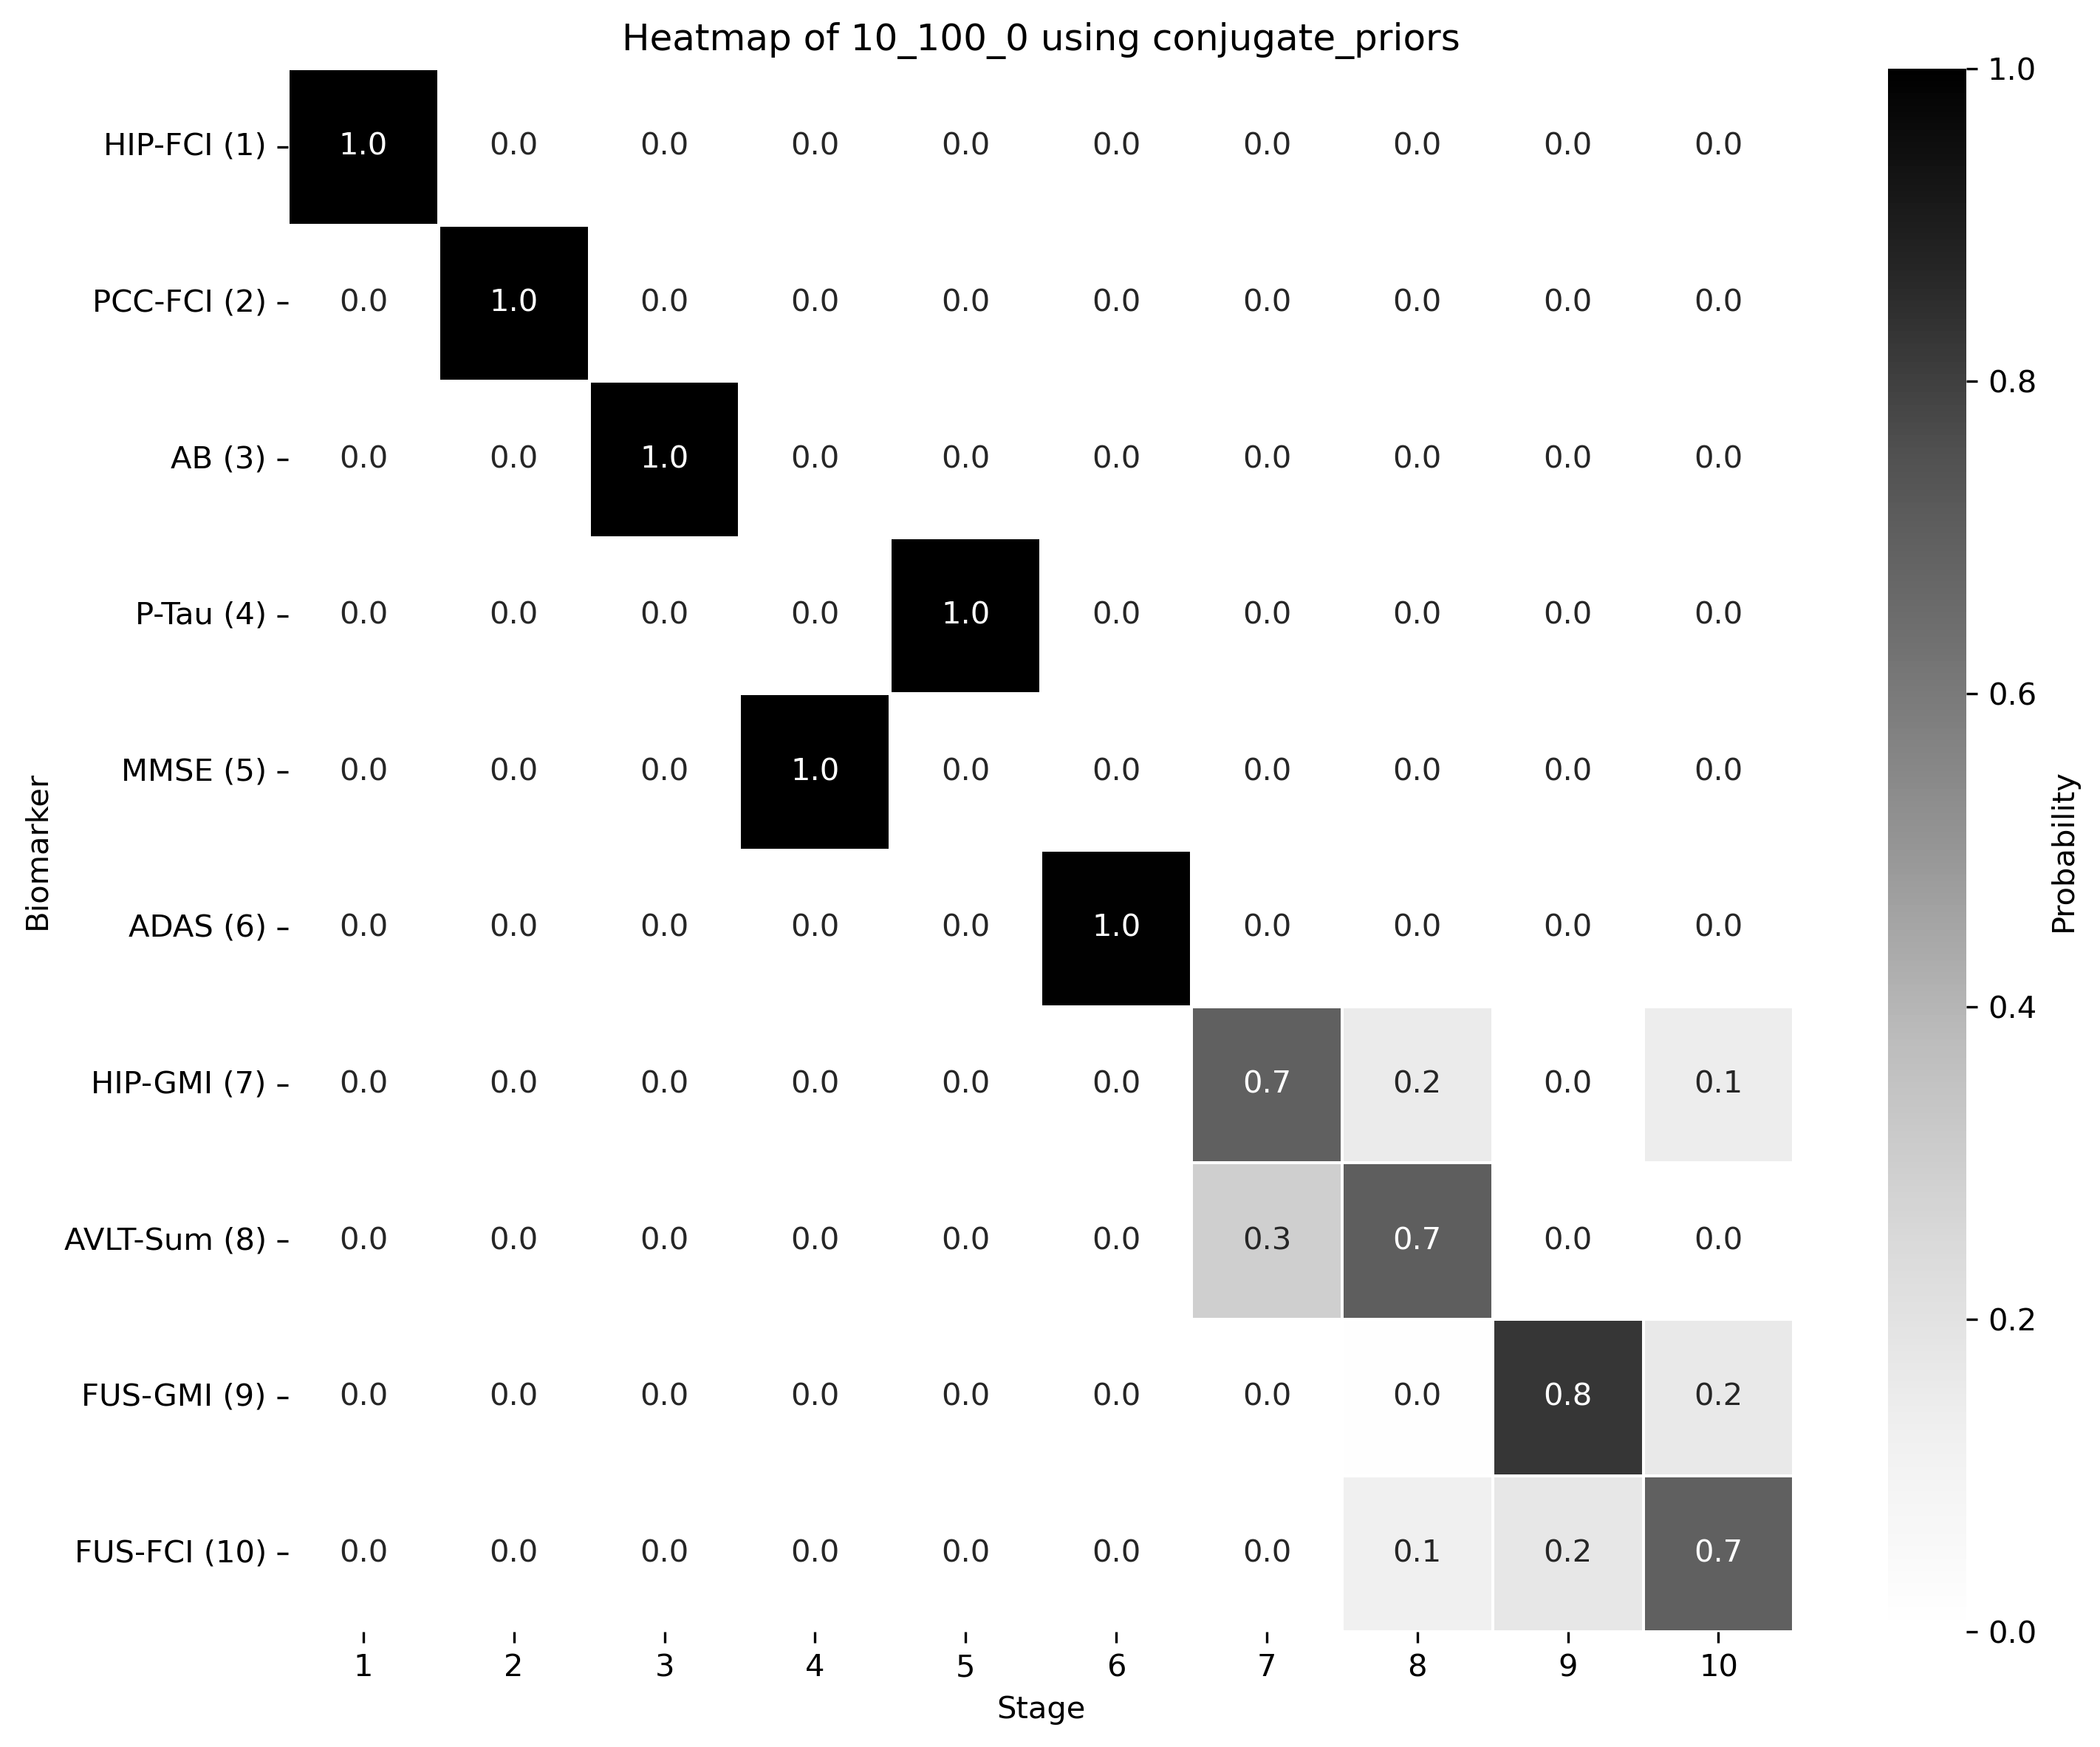 Heatmap of 10_100_0 using conjugate_priors
HIP-FCI (1) 1.0 0.0 0.0 0.0 0.0 0.0 0.0 0.0 0.0 0.0
PCC-FCI (2) 0.0 1.0 0.0 0.0 0.0 0.0 0.0 0.0 0.0 0.0
AB (3) 0.0 0.0 1.0 0.0 0.0 0.0 0.0 0.0 0.0 0.0
P-Tau (4) 0.0 0.0 0.0 0.0 1.0 0.0 0.0 0.0 0.0 0.0
MMSE (5) 0.0 0.0 0.0 1.0 0.0 0.0 0.0 0.0 0.0 0.0
ADAS (6) 0.0 0.0 0.0 0.0 0.0 1.0 0.0 0.0 0.0 0.0
HIP-GMI (7) 0.0 0.0 0.0 0.0 0.0 0.0 0.7 0.2 0.0 0.1
AVLT-Sum (8) 0.0 0.0 0.0 0.0 0.0 0.0 0.3 0.7 0.0 0.0
FUS-GMI (9) 0.0 0.0 0.0 0.0 0.0 0.0 0.0 0.0 0.8 0.2
FUS-FCI (10) 0.0 0.0 0.0 0.0 0.0 0.0 0.0 0.1 0.2 0.7
1 2 3 4 5 6 7 8 9 10
Stage
Biomarker
1.0
0.8
0.6
0.4
0.2
0.0
Probability